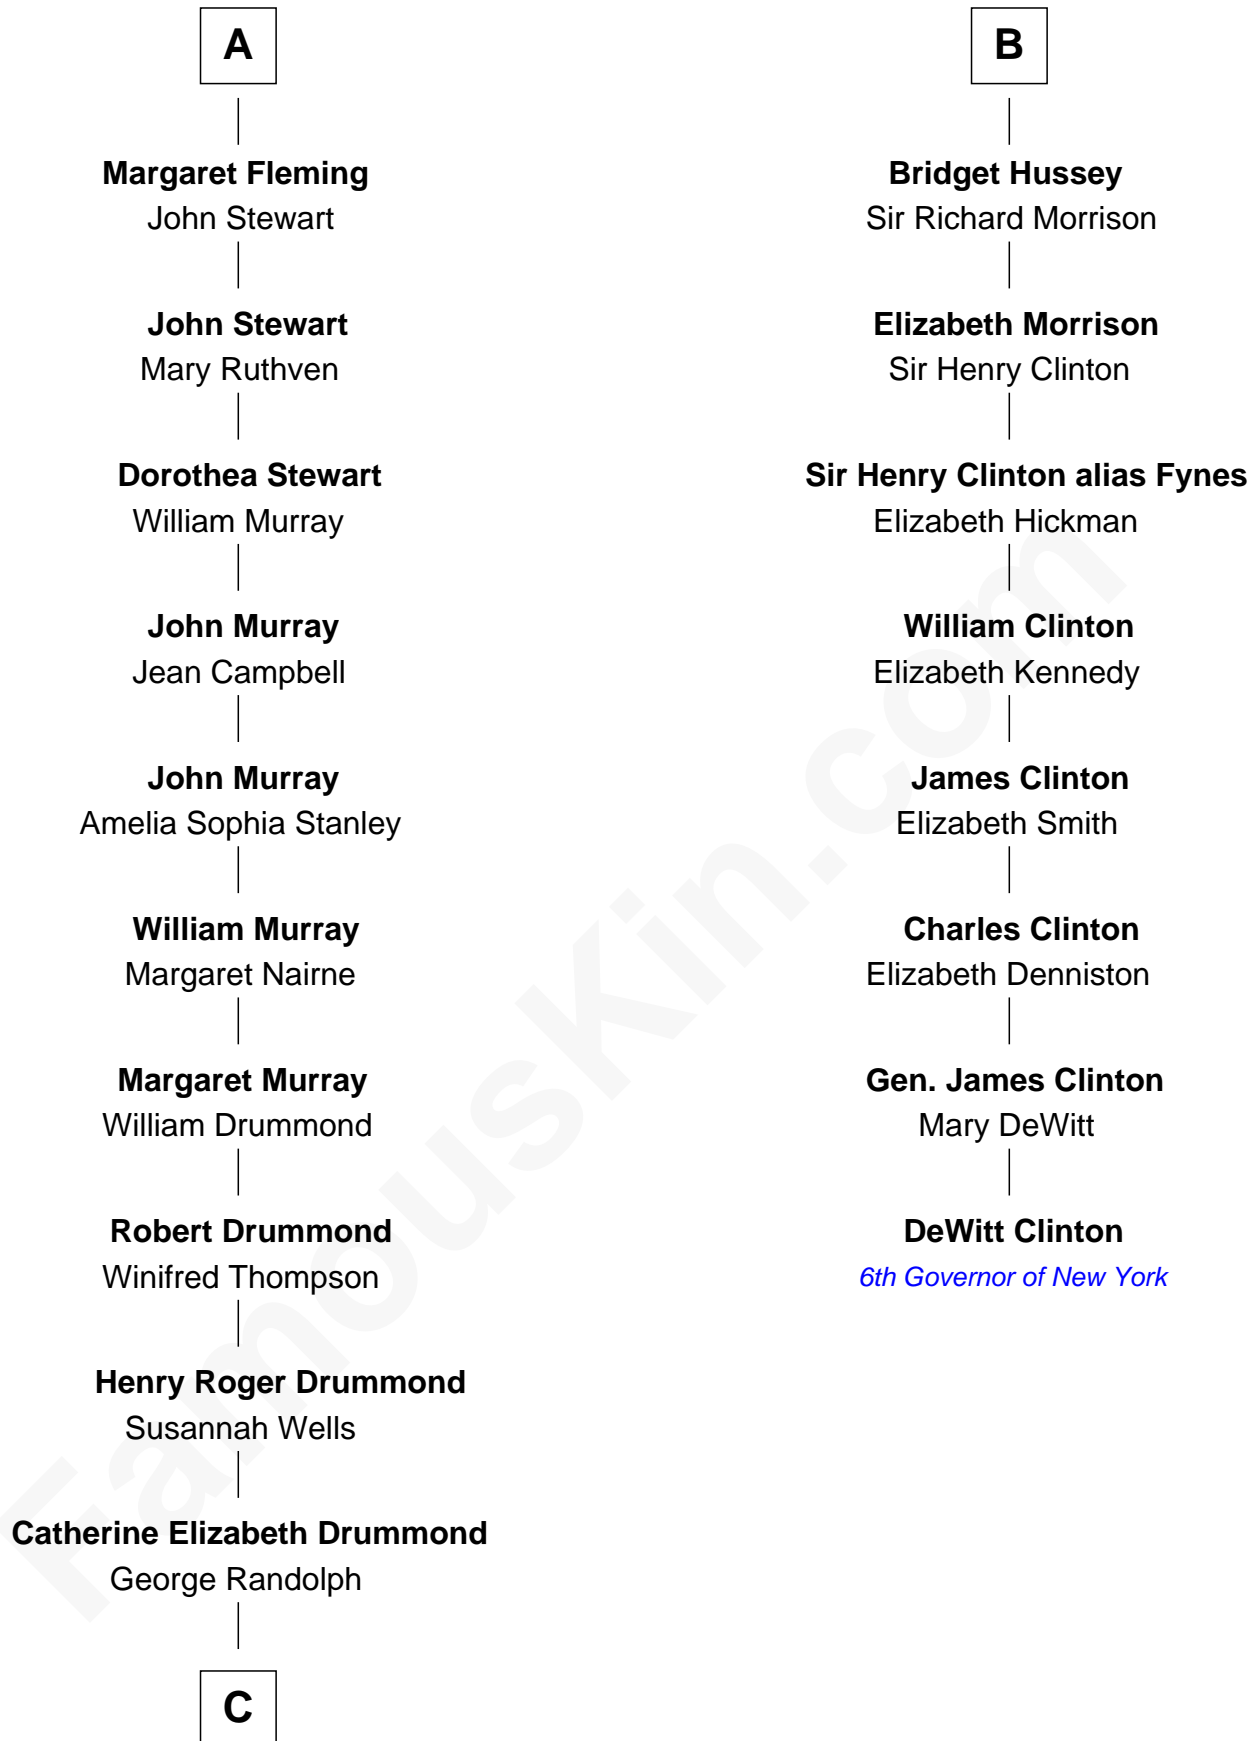 A
Margaret Fleming
John Stewart
John Stewart
Mary Ruthven
Dorothea Stewart
William Murray
John Murray
Jean Campbell
John Murray
Amelia Sophia Stanley
William Murray
Margaret Nairne
Margaret Murray
William Drummond
Robert Drummond
Winifred Thompson
Henry Roger Drummond
Susannah Wells
Catherine Elizabeth Drummond
George Randolph
C
B
Bridget Hussey
Sir Richard Morrison
Elizabeth Morrison
Sir Henry Clinton
Sir Henry Clinton alias Fynes
Elizabeth Hickman
William Clinton
Elizabeth Kennedy
James Clinton
Elizabeth Smith
Charles Clinton
Elizabeth Denniston
Gen. James Clinton
Mary DeWitt
DeWitt Clinton
6th Governor of New York
FamousKin.com